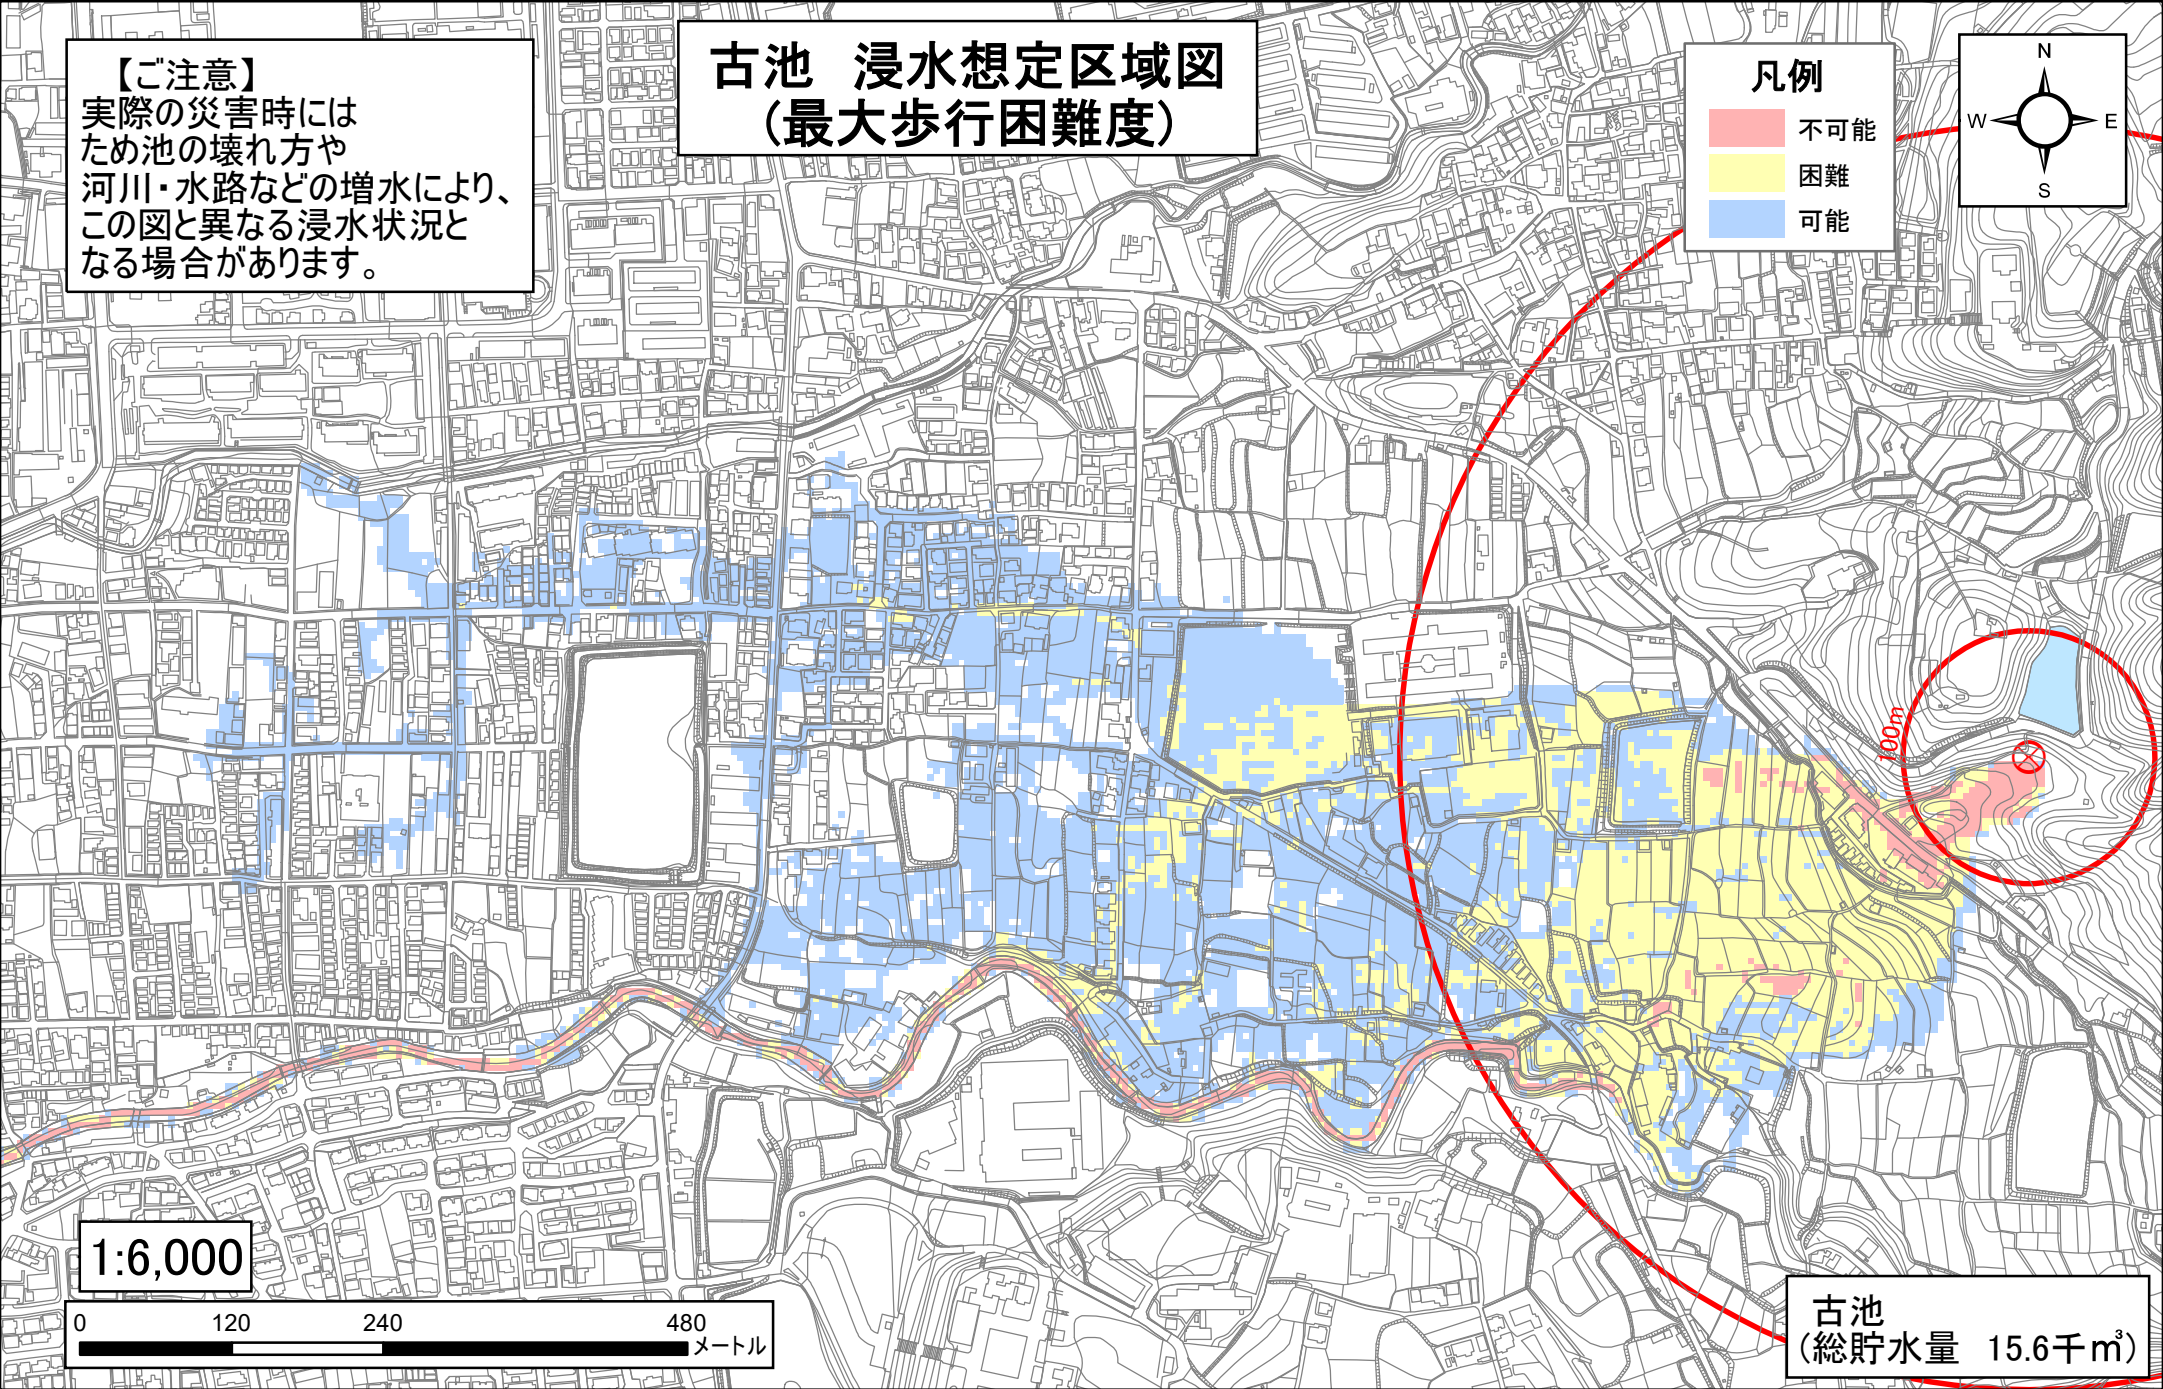 古池　浸水想定区域図
(最大歩行困難度)
【ご注意】
実際の災害時には
ため池の壊れ方や
河川・水路などの増水により、
この図と異なる浸水状況と
なる場合があります。
凡例
不可能
困難
可能
N
W E
S
100m
1:6,000
0 120 240 480
メートル
古池
(総貯水量　15.6千㎥)